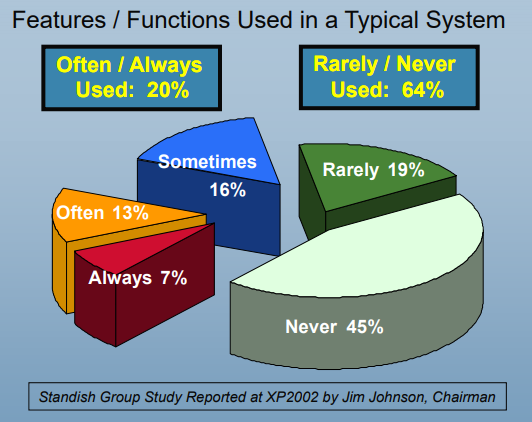 Features / Functions Used in a Typical System
Often / Always
Used: 20%
Rarely / Never
Used: 64%
Sometimes
16%
Rarely 19%
Often 13%
Always 7%
Never 45%
Standish Group Study Reported at XP2002 by Jim Johnson, Chairman